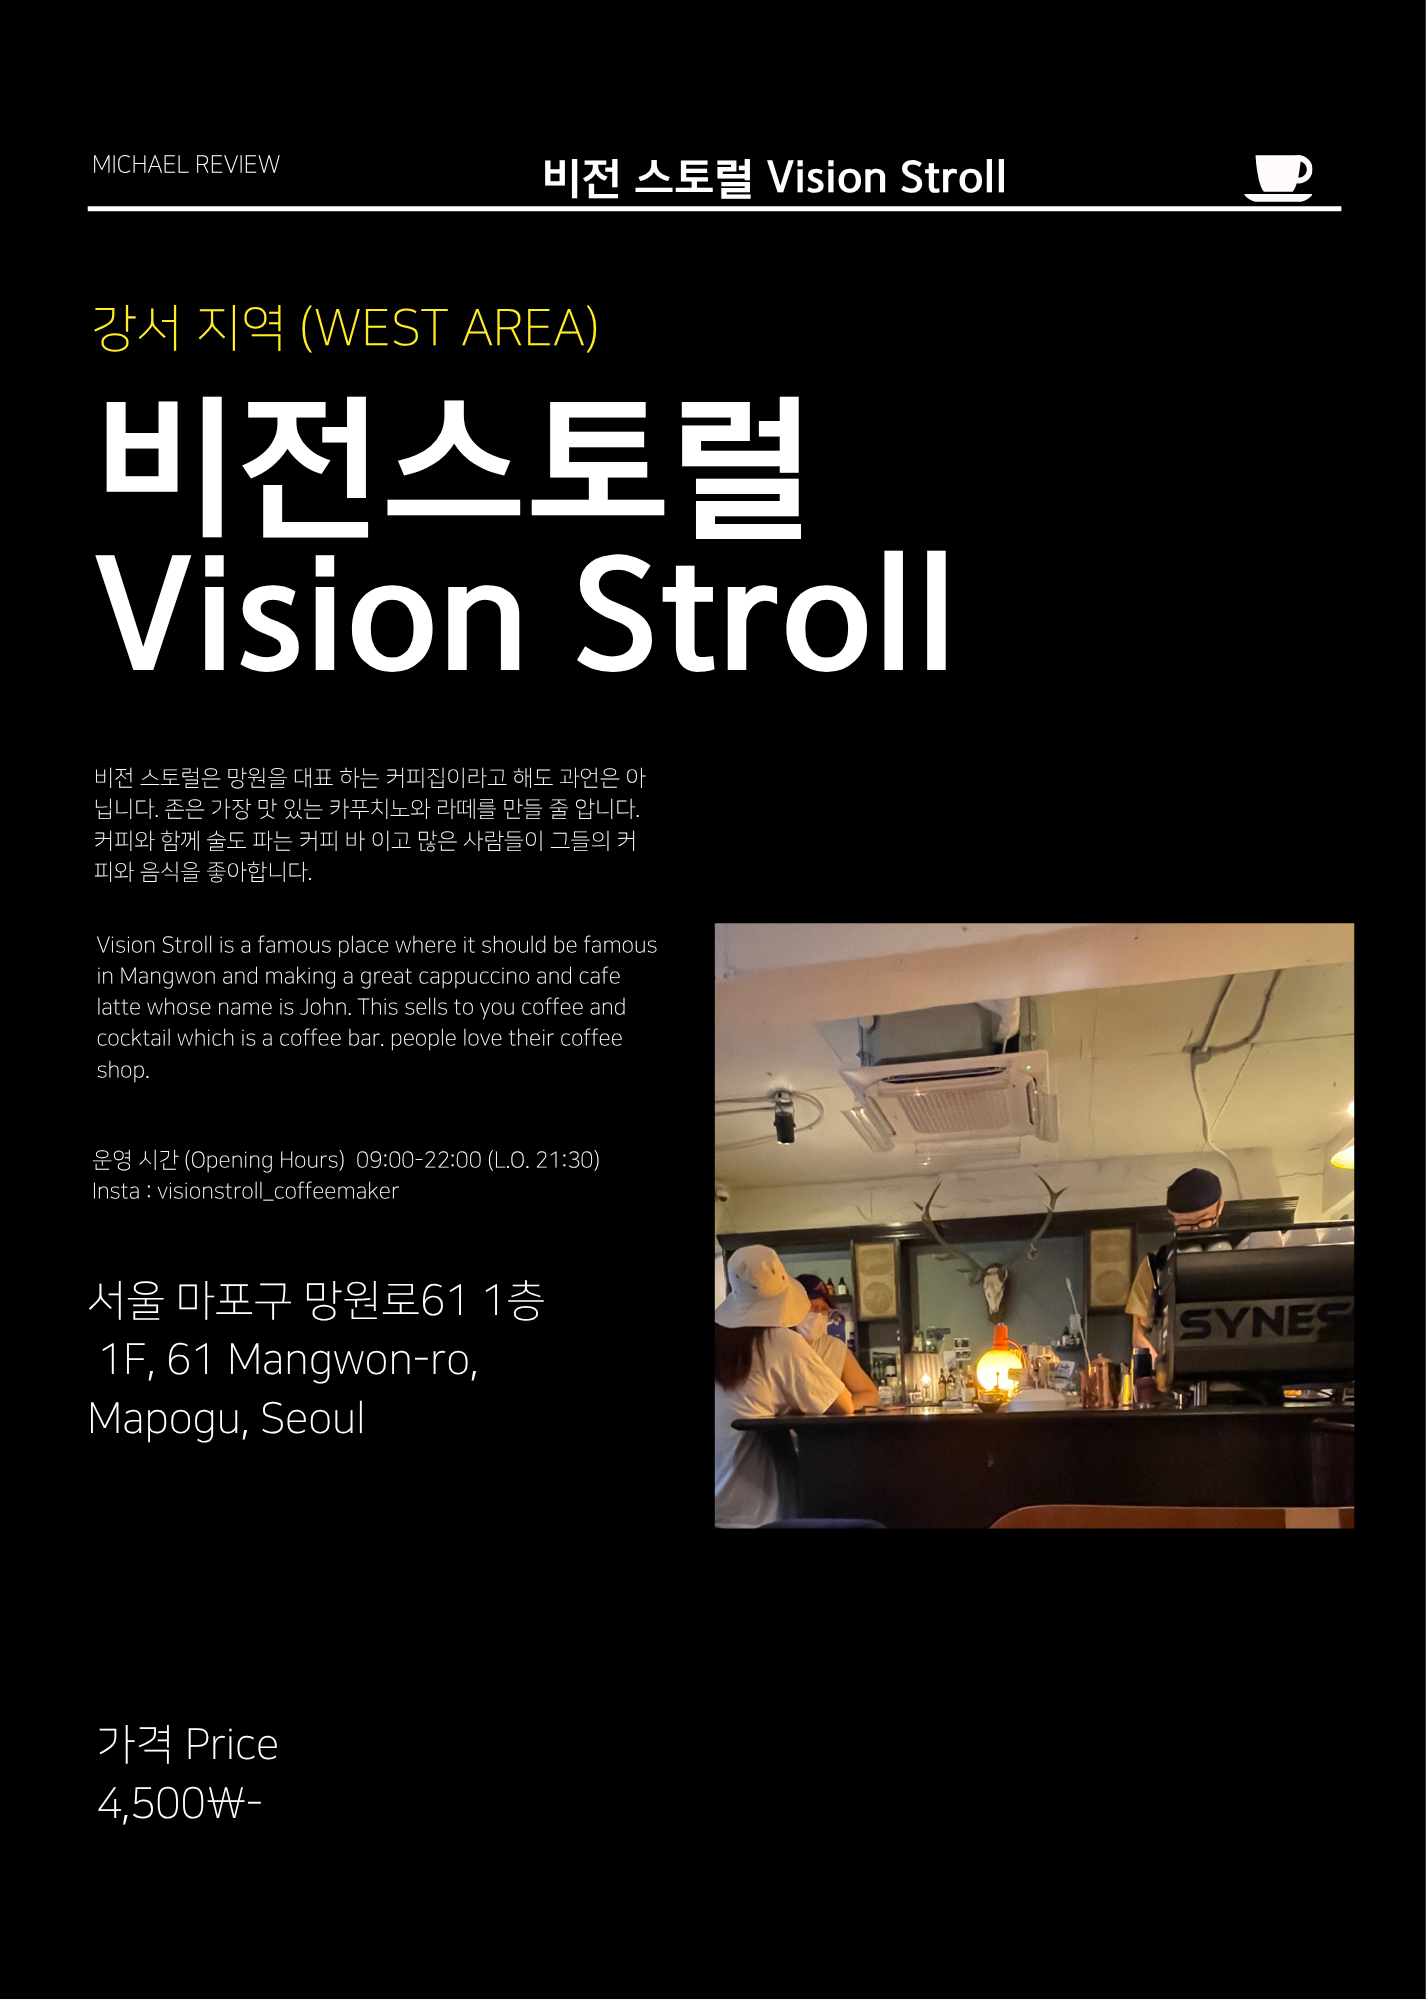 MICHAEL REVIEW
비전 스토럴 Vision Stroll
강서 지역 (WEST AREA)
비전스토럴
Vision Stroll
비전 스토럴은 망원을 대표 하는 커피집이라고 해도 과언은 아
닙니다. 존은 가장 맛 있는 카푸치노와 라떼를 만들 줄 압니다.
커피와 함께 술도 파는 커피 바 이고 많은 사람들이 그들의 커
피와 음식을 좋아합니다.
Vision Stroll is a famous place where it should be famous
in Mangwon and making a great cappuccino and cafe
latte whose name is John. This sells to you coffee and
cocktail which is a coffee bar. people love their coffee
shop.
운영 시간 (Opening Hours) 09:00-22:00 (L.O. 21:30)
Insta : visionstroll_coffeemaker
서울 마포구 망원로61 1층
1F, 61 Mangwon-ro,
Mapogu, Seoul
SYNES
가격 Price
4,500₩-